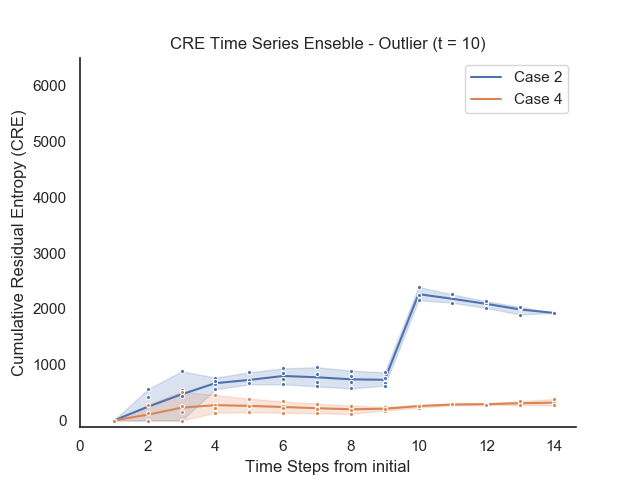 CRE Time Series Enseble - Outlier (t = 10)
Cumulative Residual Entropy (CRE)
6000
5000
4000
3000
2000
1000
0
Case 2
Case 4
0 2 4 6 8 10 12 14
Time Steps from initial